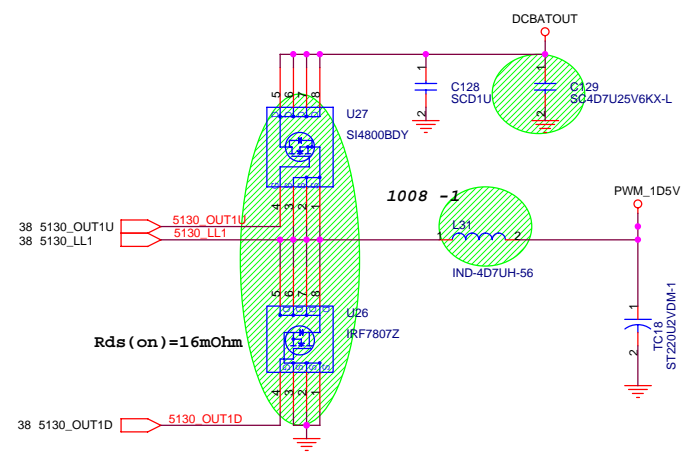 DCBATOUT
5 6 7 8
D D D D
U27
SI4800BDY
G S S S
4 3 2 1
1 2
C128
SCD1U
1 2
C129
SC4D7U25V6KX-L
1008 -1
PWM_1D5V
38 5130_OUT1U
5130_OUT1U
38 5130_LL1
5130_LL1
1 L31 2
IND-4D7UH-56
5 6 7 8
D D D D
U26
IRF7807Z
G S S S
4 3 2 1
Rds(on)=16mOhm
1 2
TC18
ST220U2VDM-1
38 5130_OUT1D
5130_OUT1D